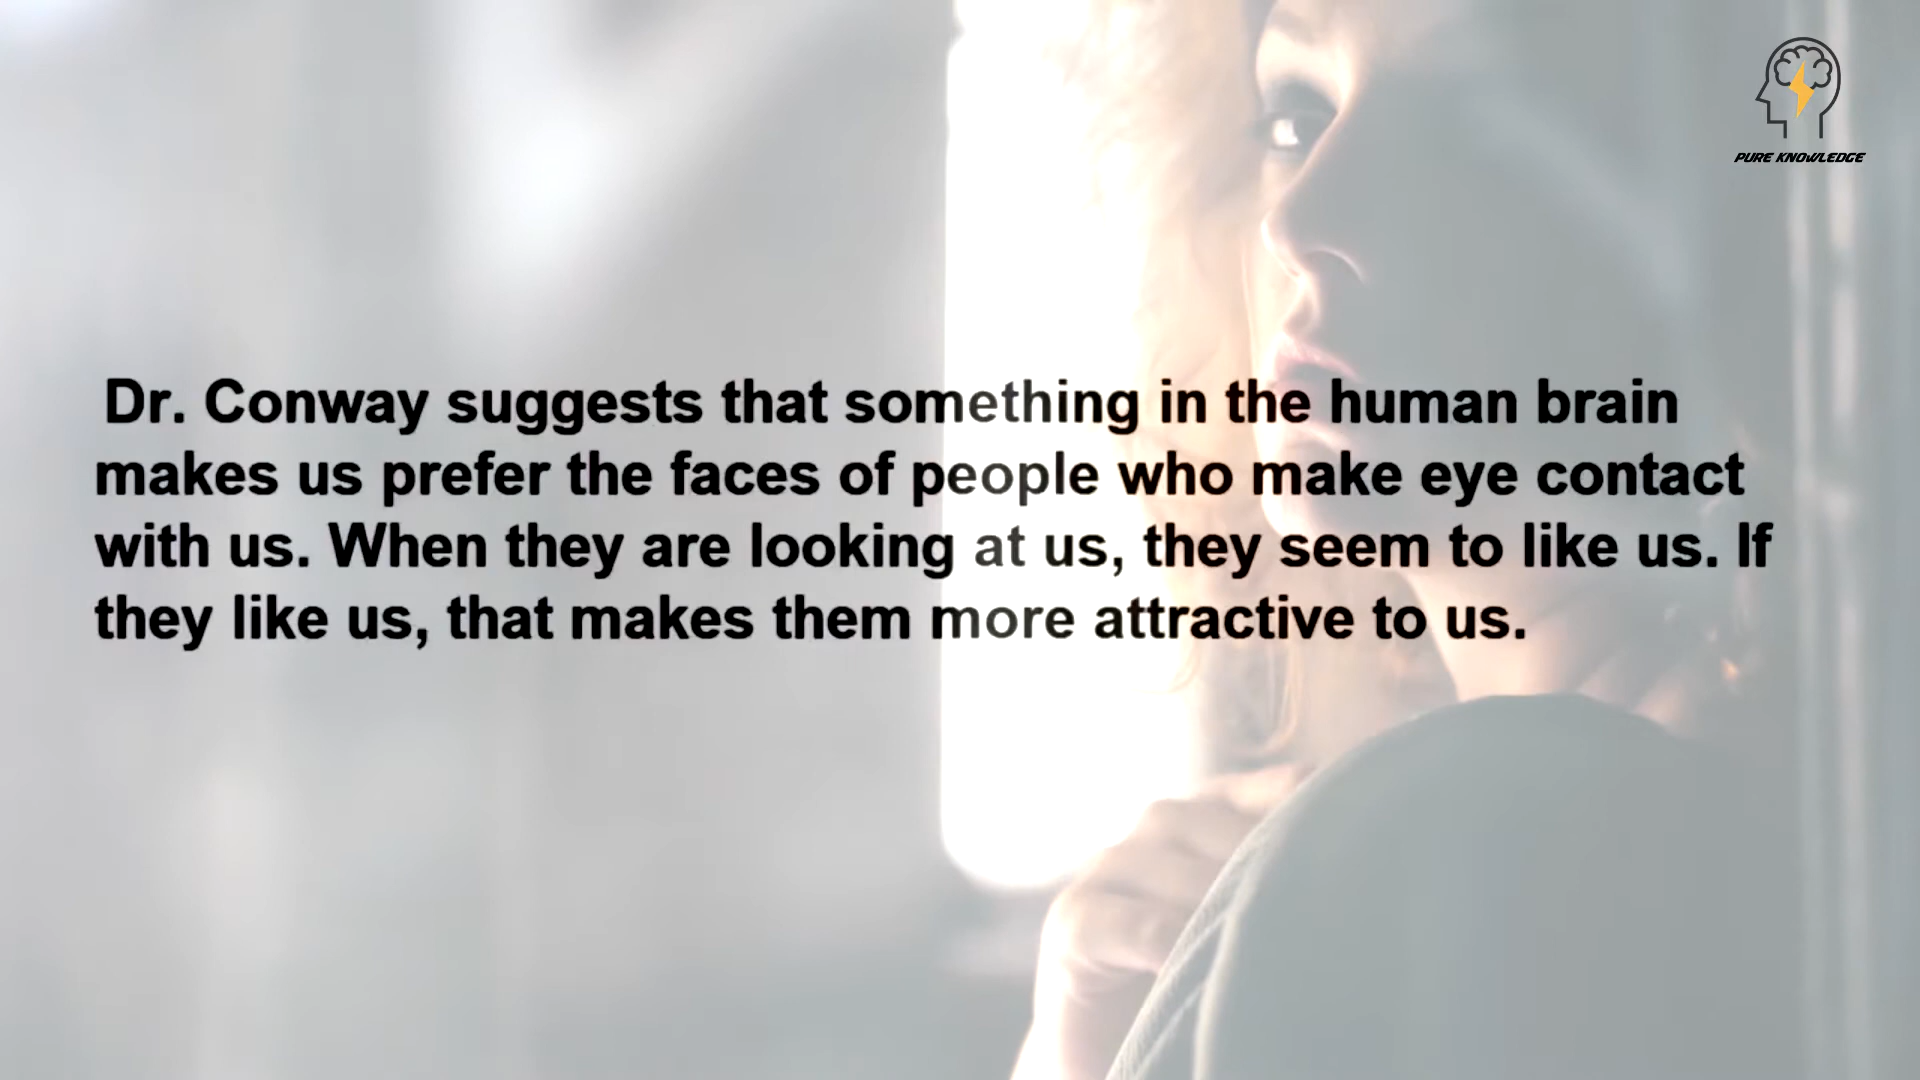 PURE KNOWLEDGE
Dr. Conway suggests that something in the human brain
makes us prefer the faces of people who make eye contact
with us. When they are looking at us, they seem to like us. If
they like us, that makes them more attractive to us.